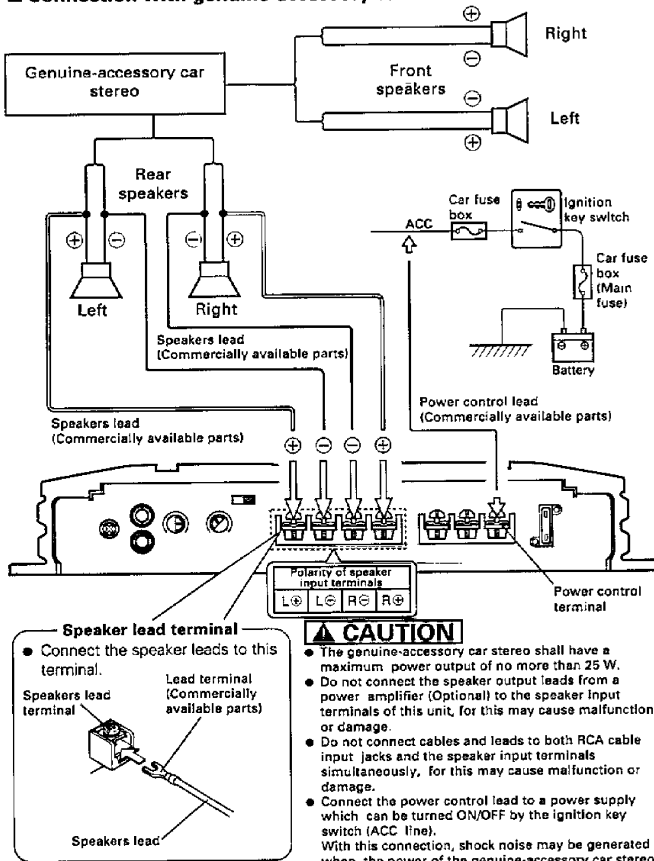 ■ Connection with genuine accessory
Right
Genuine-accessory car
stereo
Front
speakers
Left
Rear
speakers
Left
Right
Car fuse
box
ACC
Ignition
key switch
Car fuse
box
(Main
fuse)
Battery
Speakers lead
(Commercially available parts)
Speakers lead
(Commercially available parts)
Power control lead
(Commercially available parts)
⊕ ⊖ ⊖ ⊕
Polarity of speaker
input terminals
L⊕ L⊖ R⊖ R⊕
Power control
terminal
Speaker lead terminal
● Connect the speaker leads to this
terminal.
Speakers lead
terminal
Lead terminal
(Commercially
available parts)
Speakers lead
⚠ CAUTION
● The genuine-accessory car stereo shall have a
maximum power output of no more than 25 W.
● Do not connect the speaker output leads from a
power amplifier (Optional) to the speaker input
terminals of this unit, for this may cause malfunction
or damage.
● Do not connect cables and leads to both RCA cable
input jacks and the speaker input terminals
simultaneously, for this may cause malfunction or
damage.
● Connect the power control lead to a power supply
which can be turned ON/OFF by the ignition key
switch (ACC line).
With this connection, shock noise may be generated
when the power of the genuine-accessory car stereo